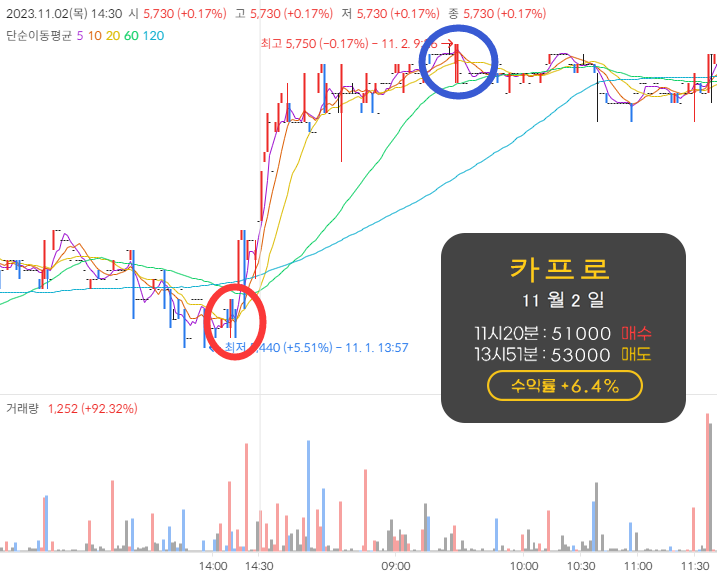 2023.11.02(목) 14:30 시 5,730 (+0.17%) 고 5,730 (+0.17%) 저 5,730 (+0.17%) 종 5,730 (+0.17%)
단순이동평균 5 10 20 60 120
최고 5,750 (−0.17%) − 11. 2. 9:
카프로
11 월 2 일
11시20분 : 51000 매수
13시51분 : 53000 매도
수익률 +6.4%
최저 440 (+5.51%) − 11. 1. 13:57
거래량 1,252 (+92.32%)
14:00 14:30 09:00 10:00 10:30 11:00 11:30